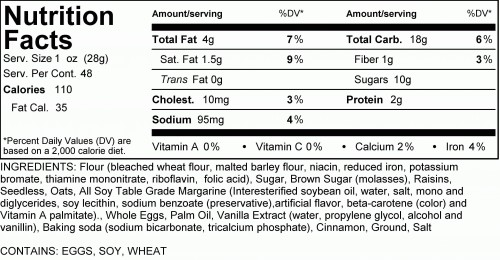 Nutrition
Facts
Serv. Size 1 oz (28g)
Serv. Per Cont. 48
Calories 110
Fat Cal. 35
*Percent Daily Values (DV) are
based on a 2,000 calorie diet.
Amount/serving %DV* Amount/serving %DV*
Total Fat 4g 7% Total Carb. 18g 6%
Sat. Fat 1.5g 9% Fiber 1g 3%
Trans Fat 0g Sugars 10g
Cholest. 10mg 3% Protein 2g
Sodium 95mg 4%
Vitamin A 0% • Vitamin C 0% • Calcium 2% • Iron 4%
INGREDIENTS: Flour (bleached wheat flour, malted barley flour, niacin, reduced iron, potassium
bromate, thiamine mononitrate, riboflavin, folic acid), Sugar, Brown Sugar (molasses), Raisins,
Seedless, Oats, All Soy Table Grade Margarine (Interesterified soybean oil, water, salt, mono and
diglycerides, soy lecithin, sodium benzoate (preservative),artificial flavor, beta-carotene (color) and
Vitamin A palmitate)., Whole Eggs, Palm Oil, Vanilla Extract (water, propylene glycol, alcohol and
vanillin), Baking soda (sodium bicarbonate, tricalcium phosphate), Cinnamon, Ground, Salt
CONTAINS: EGGS, SOY, WHEAT